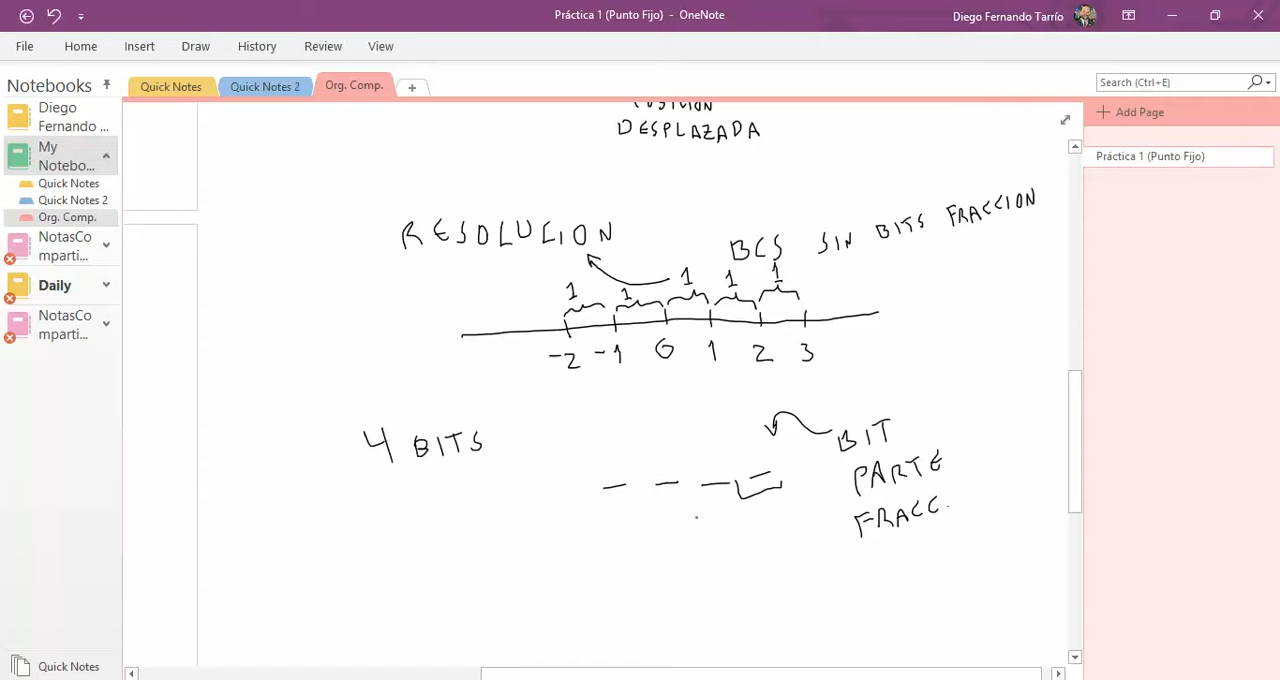 Práctica 1 (Punto Fijo) - OneNote
Diego Fernando Tarrío
File Home Insert Draw History Review View
Notebooks
Quick Notes
Quick Notes 2
Org. Comp.
Search (Ctrl+E)
Diego
Fernando ...
My
Notebo...
Quick Notes
Quick Notes 2
Org. Comp.
NotasCo
mparti...
Daily
NotasCo
mparti...
Quick Notes
Add Page
Práctica 1 (Punto Fijo)
DESPLAZADA
RESOLUCION
BCS SIN BITS FRACCION
1 1 1 1 1
-2 -1 0 1 2 3
4 BITS
BIT
PARTE
FRACC.